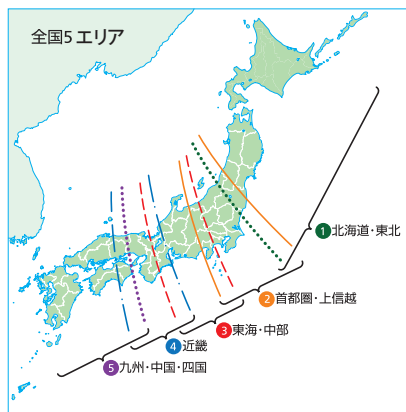 全国5エリア
1北海道・東北
2首都圏・上信越
3東海・中部
4近畿
5九州・中国・四国